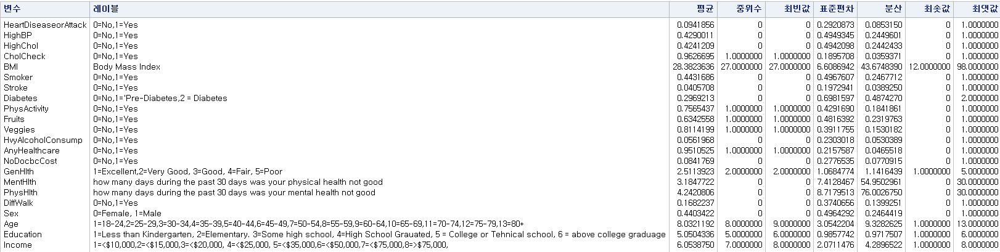 변수 레이블 평균 중위수 최빈값 표준편차 분산 최솟값 최댓값
HeartDiseaseorAttack 0=No,1=Yes 0.0941856 0 0 0.2920873 0.0853150 0 1.0000000
HighBP 0=No,1=Yes 0.4290011 0 0 0.4949345 0.2449601 0 1.0000000
HighChol 0=No,1=Yes 0.4241209 0 0 0.4942098 0.2442433 0 1.0000000
CholCheck 0=No,1=Yes 0.9626695 1.0000000 1.0000000 0.1895708 0.0359371 0 1.0000000
BMI Body Mass Index 28.3823636 27.0000000 27.0000000 6.6086942 43.6748390 12.0000000 98.0000000
Smoker 0=No,1=Yes 0.4431686 0 0 0.4967607 0.2467712 0 1.0000000
Stroke 0=No,1=Yes 0.0405708 0 0 0.1972941 0.0389250 0 1.0000000
Diabetes 0=No,1='Pre-Diabetes,2 = Diabetes 0.2969213 0 0 0.6981597 0.4874270 0 2.0000000
PhysActivity 0=No,1=Yes 0.7565437 1.0000000 1.0000000 0.4291690 0.1841861 0 1.0000000
Fruits 0=No,1=Yes 0.6342558 1.0000000 1.0000000 0.4816392 0.2319763 0 1.0000000
Veggies 0=No,1=Yes 0.8114199 1.0000000 1.0000000 0.3911755 0.1530182 0 1.0000000
HvyAlcoholConsump 0=No,1=Yes 0.0561968 0 0 0.2303018 0.0530389 0 1.0000000
AnyHealthcare 0=No,1=Yes 0.9510525 1.0000000 1.0000000 0.2157587 0.0465518 0 1.0000000
NoDocbcCost 0=No,1=Yes 0.0841769 0 0 0.2776535 0.0770915 0 1.0000000
GenHlth 1=Excellent,2=Very Good, 3=Good, 4=Fair, 5=Poor 2.5113923 2.0000000 2.0000000 1.0684774 1.1416439 1.0000000 5.0000000
MentHlth how many days during the past 30 days was your physical health not good 3.1847722 0 0 7.4128467 54.9502961 0 30.0000000
PhysHlth how many days during the past 30 days was your mental health not good 4.2420806 0 0 8.7179513 76.0026750 0 30.0000000
DiffWalk 0=No,1=Yes 0.1682237 0 0 0.3740656 0.1399251 0 1.0000000
Sex 0=Female, 1=Male 0.4403422 0 0 0.4964292 0.2464419 0 1.0000000
Age 1=18-24,2=25-29,3=30-34,4=35-39,5=40-44,6=45-49,7=50-54,8=55-59,9=60-64,10=65-69,11=70-74,12=75-79,13=80+ 8.0321192 8.0000000 9.0000000 3.0542204 9.3282625 1.0000000 13.0000000
Education 1=Less than Kindergarten, 2=Elementary. 3=Some high school, 4=High School Grauated, 5 = College or Tehnical school, 6 = above college graduage 5.0504336 5.0000000 6.0000000 0.9857742 0.9717507 1.0000000 6.0000000
Income 1=<$10,000,2=<$15,000,3=<$20,000, 4=<$25,000, 5=<$35,000,6=<$50,000,7=<$75,000,8=>$75,000, 6.0538750 7.0000000 8.0000000 2.0711476 4.2896522 1.0000000 8.0000000